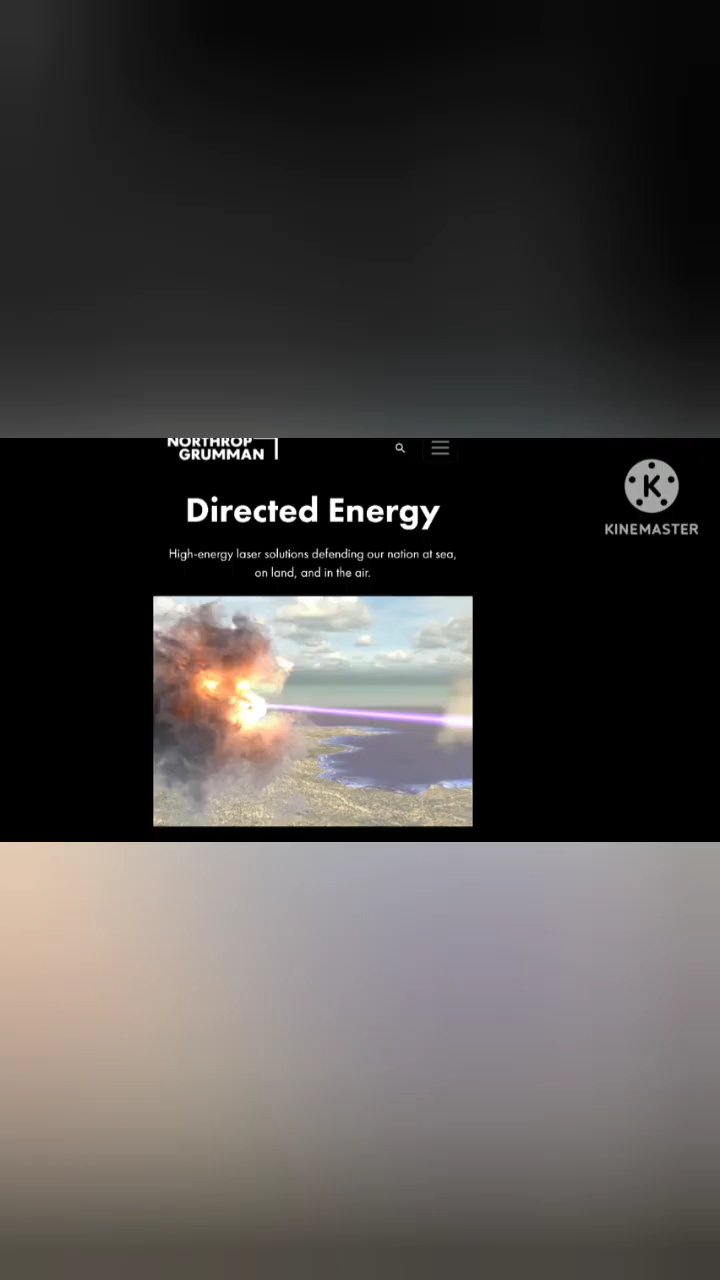 NORTHROP
GRUMMAN
Directed Energy
High-energy laser solutions defending our nation at sea,
on land, and in the air.
K
KINEMASTER